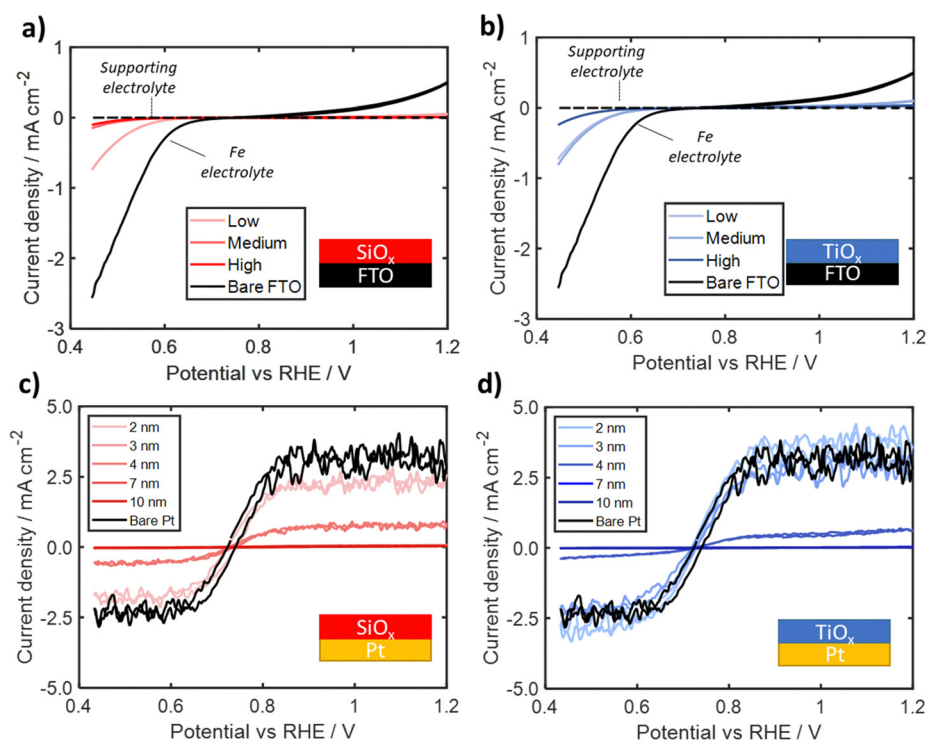 a)
1
0
-1
-2
-3
Current density / mA cm⁻²
Supporting
electrolyte
Fe
electrolyte
Low
Medium
High
Bare FTO
SiOₓ
FTO
0.4
0.6
0.8
1
1.2
Potential vs RHE / V
b)
1
0
-1
-2
-3
Current density / mA cm⁻²
Supporting
electrolyte
Fe
electrolyte
Low
Medium
High
Bare FTO
TiOₓ
FTO
0.4
0.6
0.8
1
1.2
Potential vs RHE / V
c)
5.0
2.5
0.0
-2.5
-5.0
Current density / mA cm⁻²
2 nm
3 nm
4 nm
7 nm
10 nm
Bare Pt
SiOₓ
Pt
0.4
0.6
0.8
1
1.2
Potential vs RHE / V
d)
5.0
2.5
0.0
-2.5
-5.0
Current density / mA cm⁻²
2 nm
3 nm
4 nm
7 nm
10 nm
Bare Pt
TiOₓ
Pt
0.4
0.6
0.8
1
1.2
Potential vs RHE / V